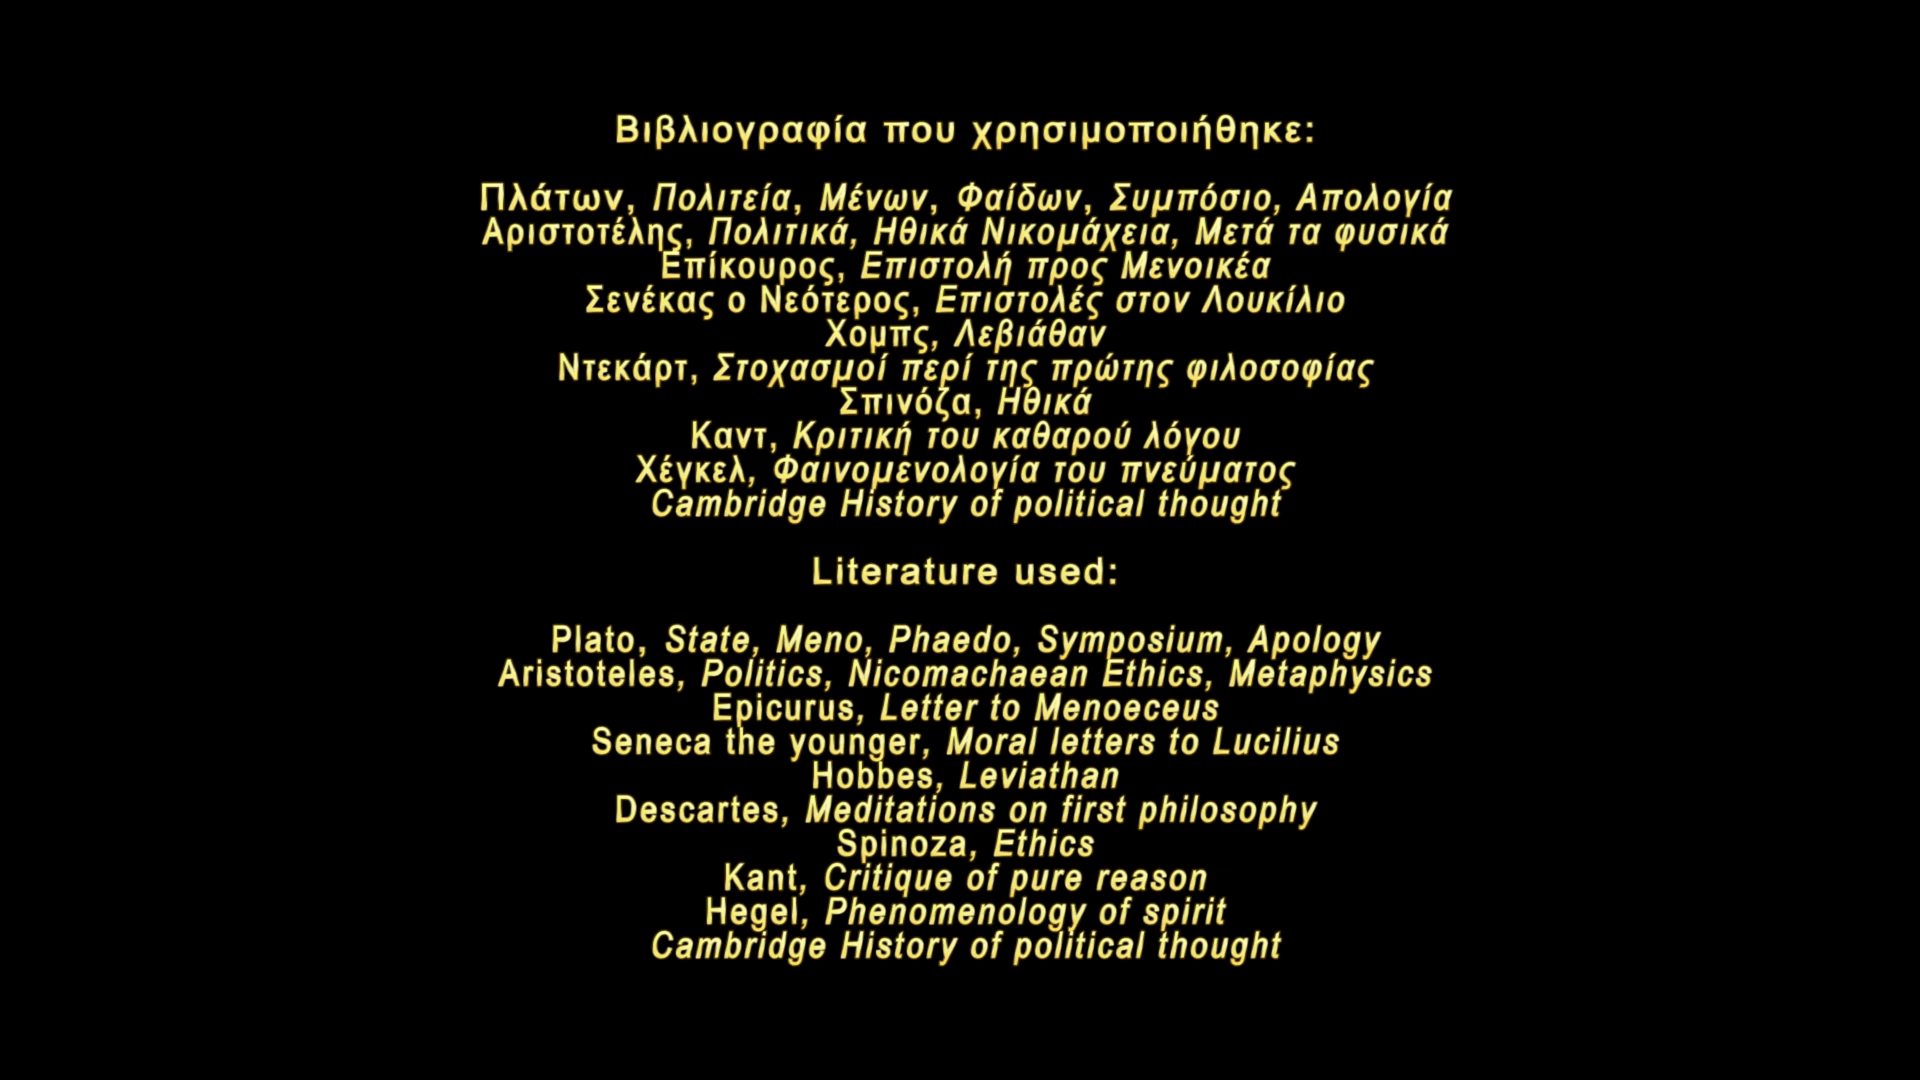 Βιβλιογραφία που χρησιμοποιήθηκε:
Πλάτων, Πολιτεία, Μένων, Φαίδων, Συμπόσιο, Απολογία
Αριστοτέλης, Πολιτικά, Ηθικά Νικομάχεια, Μετά τα φυσικά
Επίκουρος, Επιστολή προς Μενοικέα
Σενέκας ο Νεότερος, Επιστολές στον Λουκίλιο
Χομπς, Λεβιάθαν
Ντεκάρτ, Στοχασμοί περί της πρώτης φιλοσοφίας
Σπινόζα, Ηθικά
Καντ, Κριτική του καθαρού λόγου
Χέγκελ, Φαινομενολογία του πνεύματος
Cambridge History of political thought
Literature used:
Plato, State, Meno, Phaedo, Symposium, Apology
Aristoteles, Politics, Nicomachaean Ethics, Metaphysics
Epicurus, Letter to Menoeceus
Seneca the younger, Moral letters to Lucilius
Hobbes, Leviathan
Descartes, Meditations on first philosophy
Spinoza, Ethics
Kant, Critique of pure reason
Hegel, Phenomenology of spirit
Cambridge History of political thought